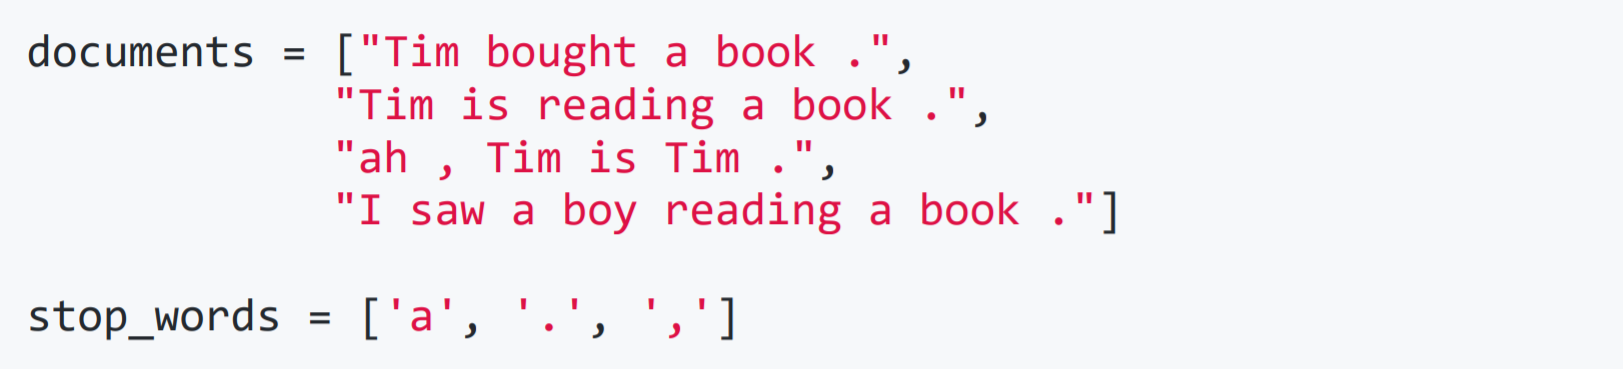 documents = ["Tim bought a book .",
"Tim is reading a book .",
"ah , Tim is Tim .",
"I saw a boy reading a book ."]
stop_words = ['a', '.', ',']